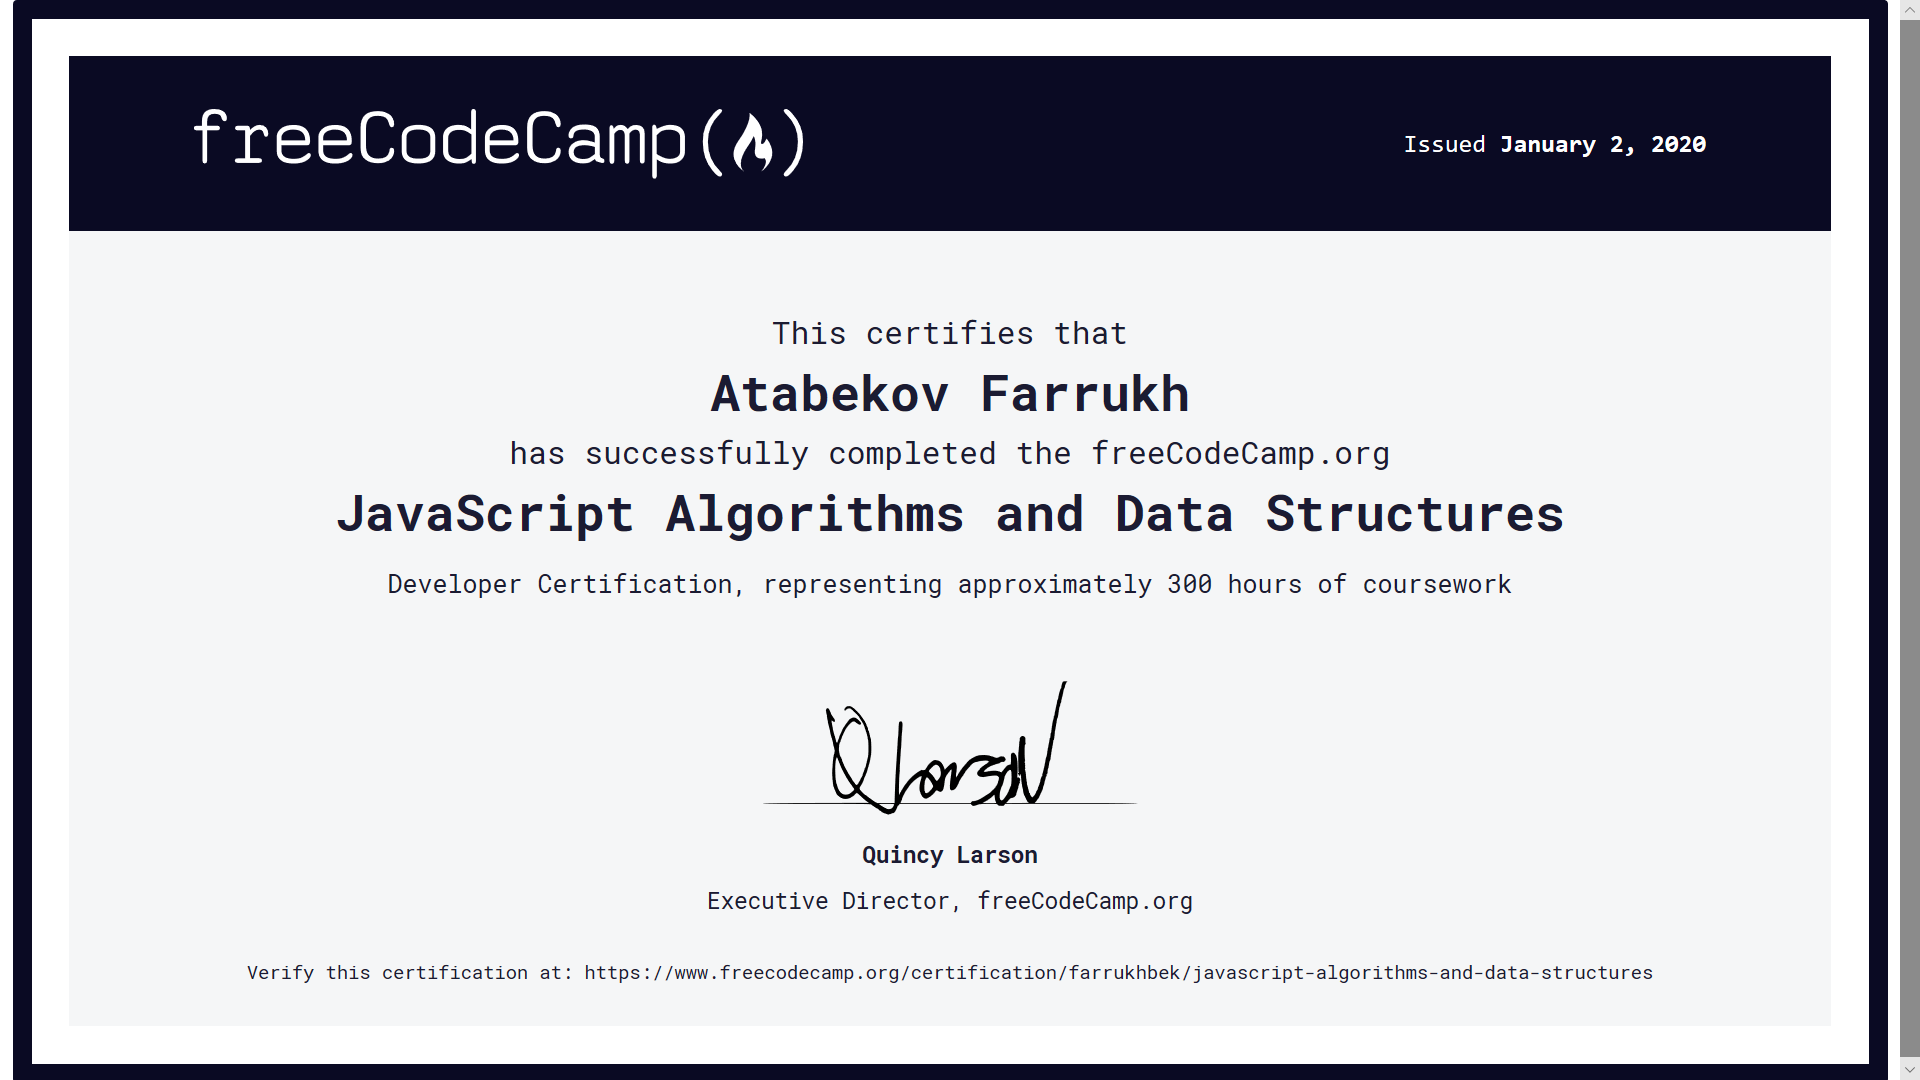 freeCodeCamp
Issued January 2, 2020
This certifies that
Atabekov Farrukh
has successfully completed the freeCodeCamp.org
JavaScript Algorithms and Data Structures
Developer Certification, representing approximately 300 hours of coursework
Quincy Larson
Executive Director, freeCodeCamp.org
Verify this certification at: https://www.freecodecamp.org/certification/farrukhbek/javascript-algorithms-and-data-structures